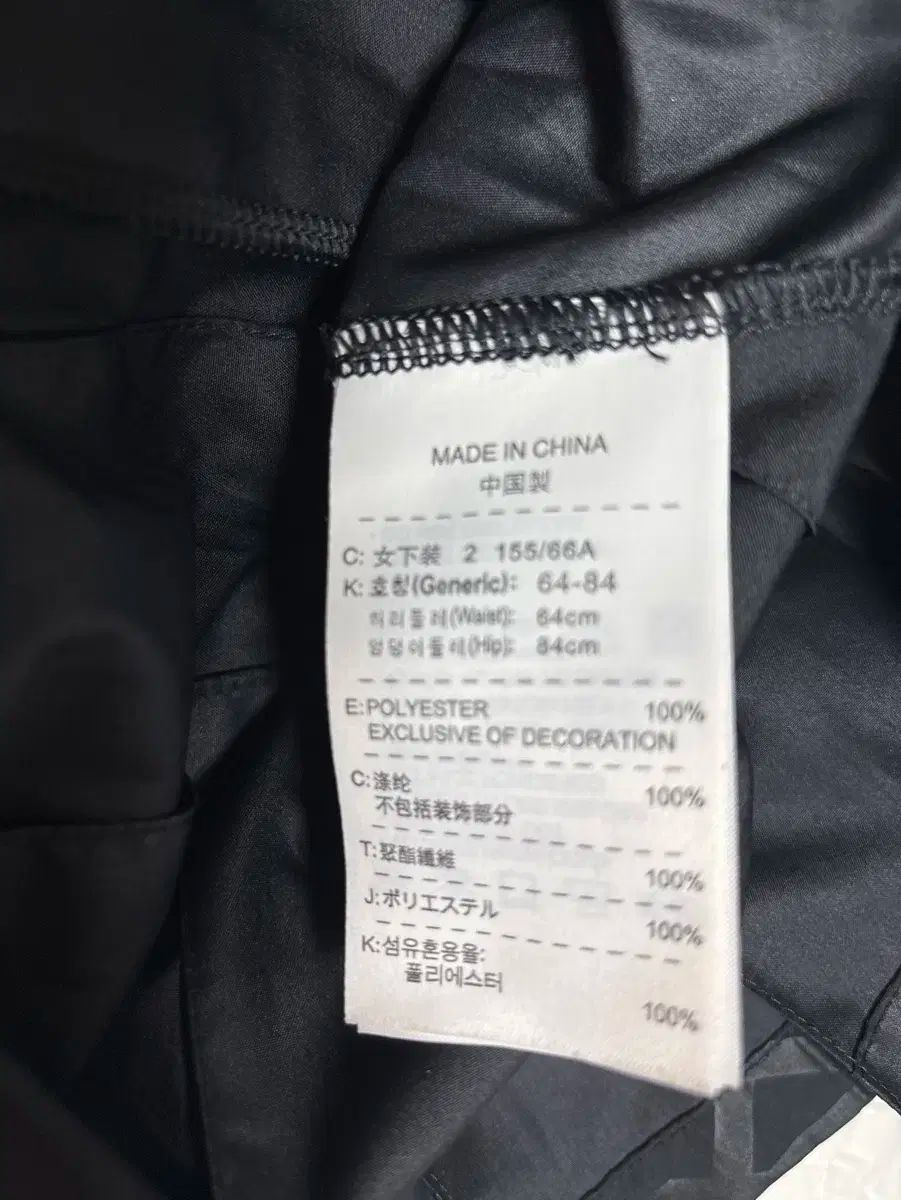 MADE IN CHINA
中国製
C: 女下装 2 155/66A
K: 호칭(Generic): 64-84
허리둘레(Waist): 64cm
엉덩이둘레(Hip): 84cm
E:POLYESTER 100%
EXCLUSIVE OF DECORATION
C:涤纶 100%
不包括装饰部分
T:聚酯纖維 100%
J:ポリエステル 100%
K:섬유혼용율:
폴리에스터
100%